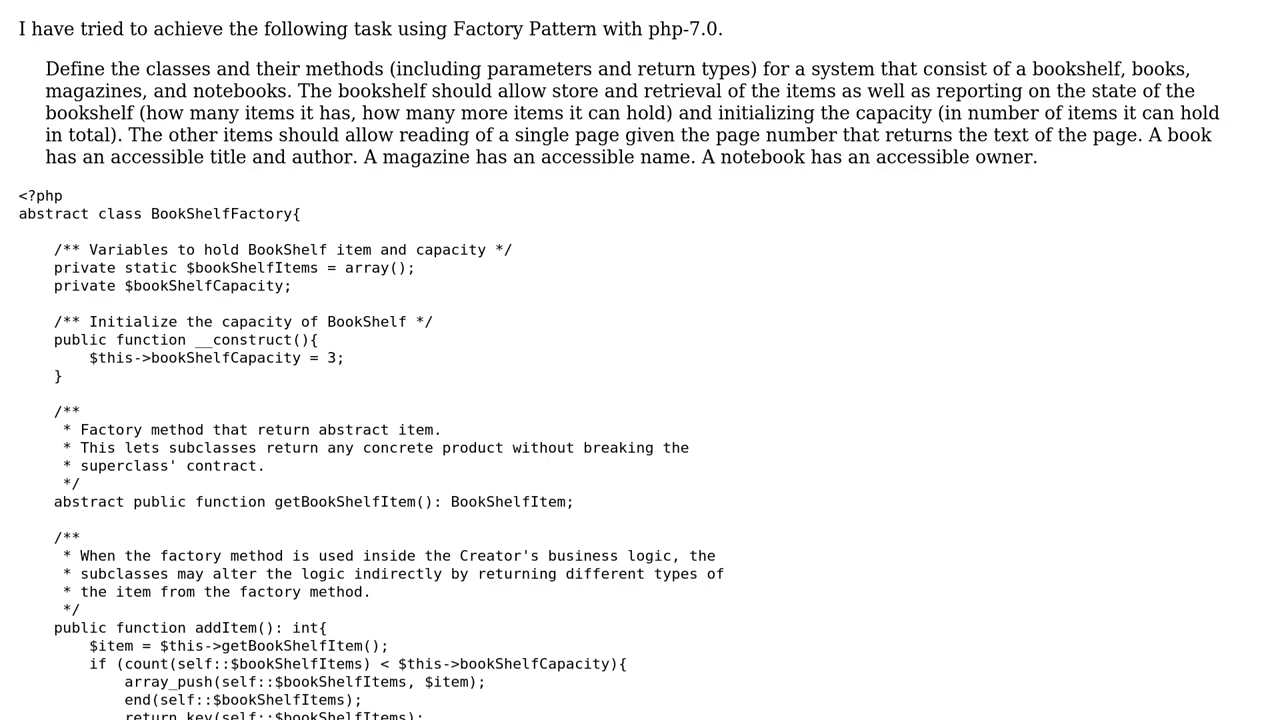 I have tried to achieve the following task using Factory Pattern with php-7.0.
Define the classes and their methods (including parameters and return types) for a system that consist of a bookshelf, books,
magazines, and notebooks. The bookshelf should allow store and retrieval of the items as well as reporting on the state of the
bookshelf (how many items it has, how many more items it can hold) and initializing the capacity (in number of items it can hold
in total). The other items should allow reading of a single page given the page number that returns the text of the page. A book
has an accessible title and author. A magazine has an accessible name. A notebook has an accessible owner.
<?php
abstract class BookShelfFactory{
    /** Variables to hold BookShelf item and capacity */
    private static $bookShelfItems = array();
    private $bookShelfCapacity;
    /** Initialize the capacity of BookShelf */
    public function __construct(){
        $this->bookShelfCapacity = 3;
    }
    /**
     * Factory method that return abstract item.
     * This lets subclasses return any concrete product without breaking the
     * superclass' contract.
     */
    abstract public function getBookShelfItem(): BookShelfItem;
    /**
     * When the factory method is used inside the Creator's business logic, the
     * subclasses may alter the logic indirectly by returning different types of
     * the item from the factory method.
     */
    public function addItem(): int{
        $item = $this->getBookShelfItem();
        if (count(self::$bookShelfItems) < $this->bookShelfCapacity){
            array_push(self::$bookShelfItems, $item);
            end(self::$bookShelfItems);
            return key(self::$bookShelfItems);